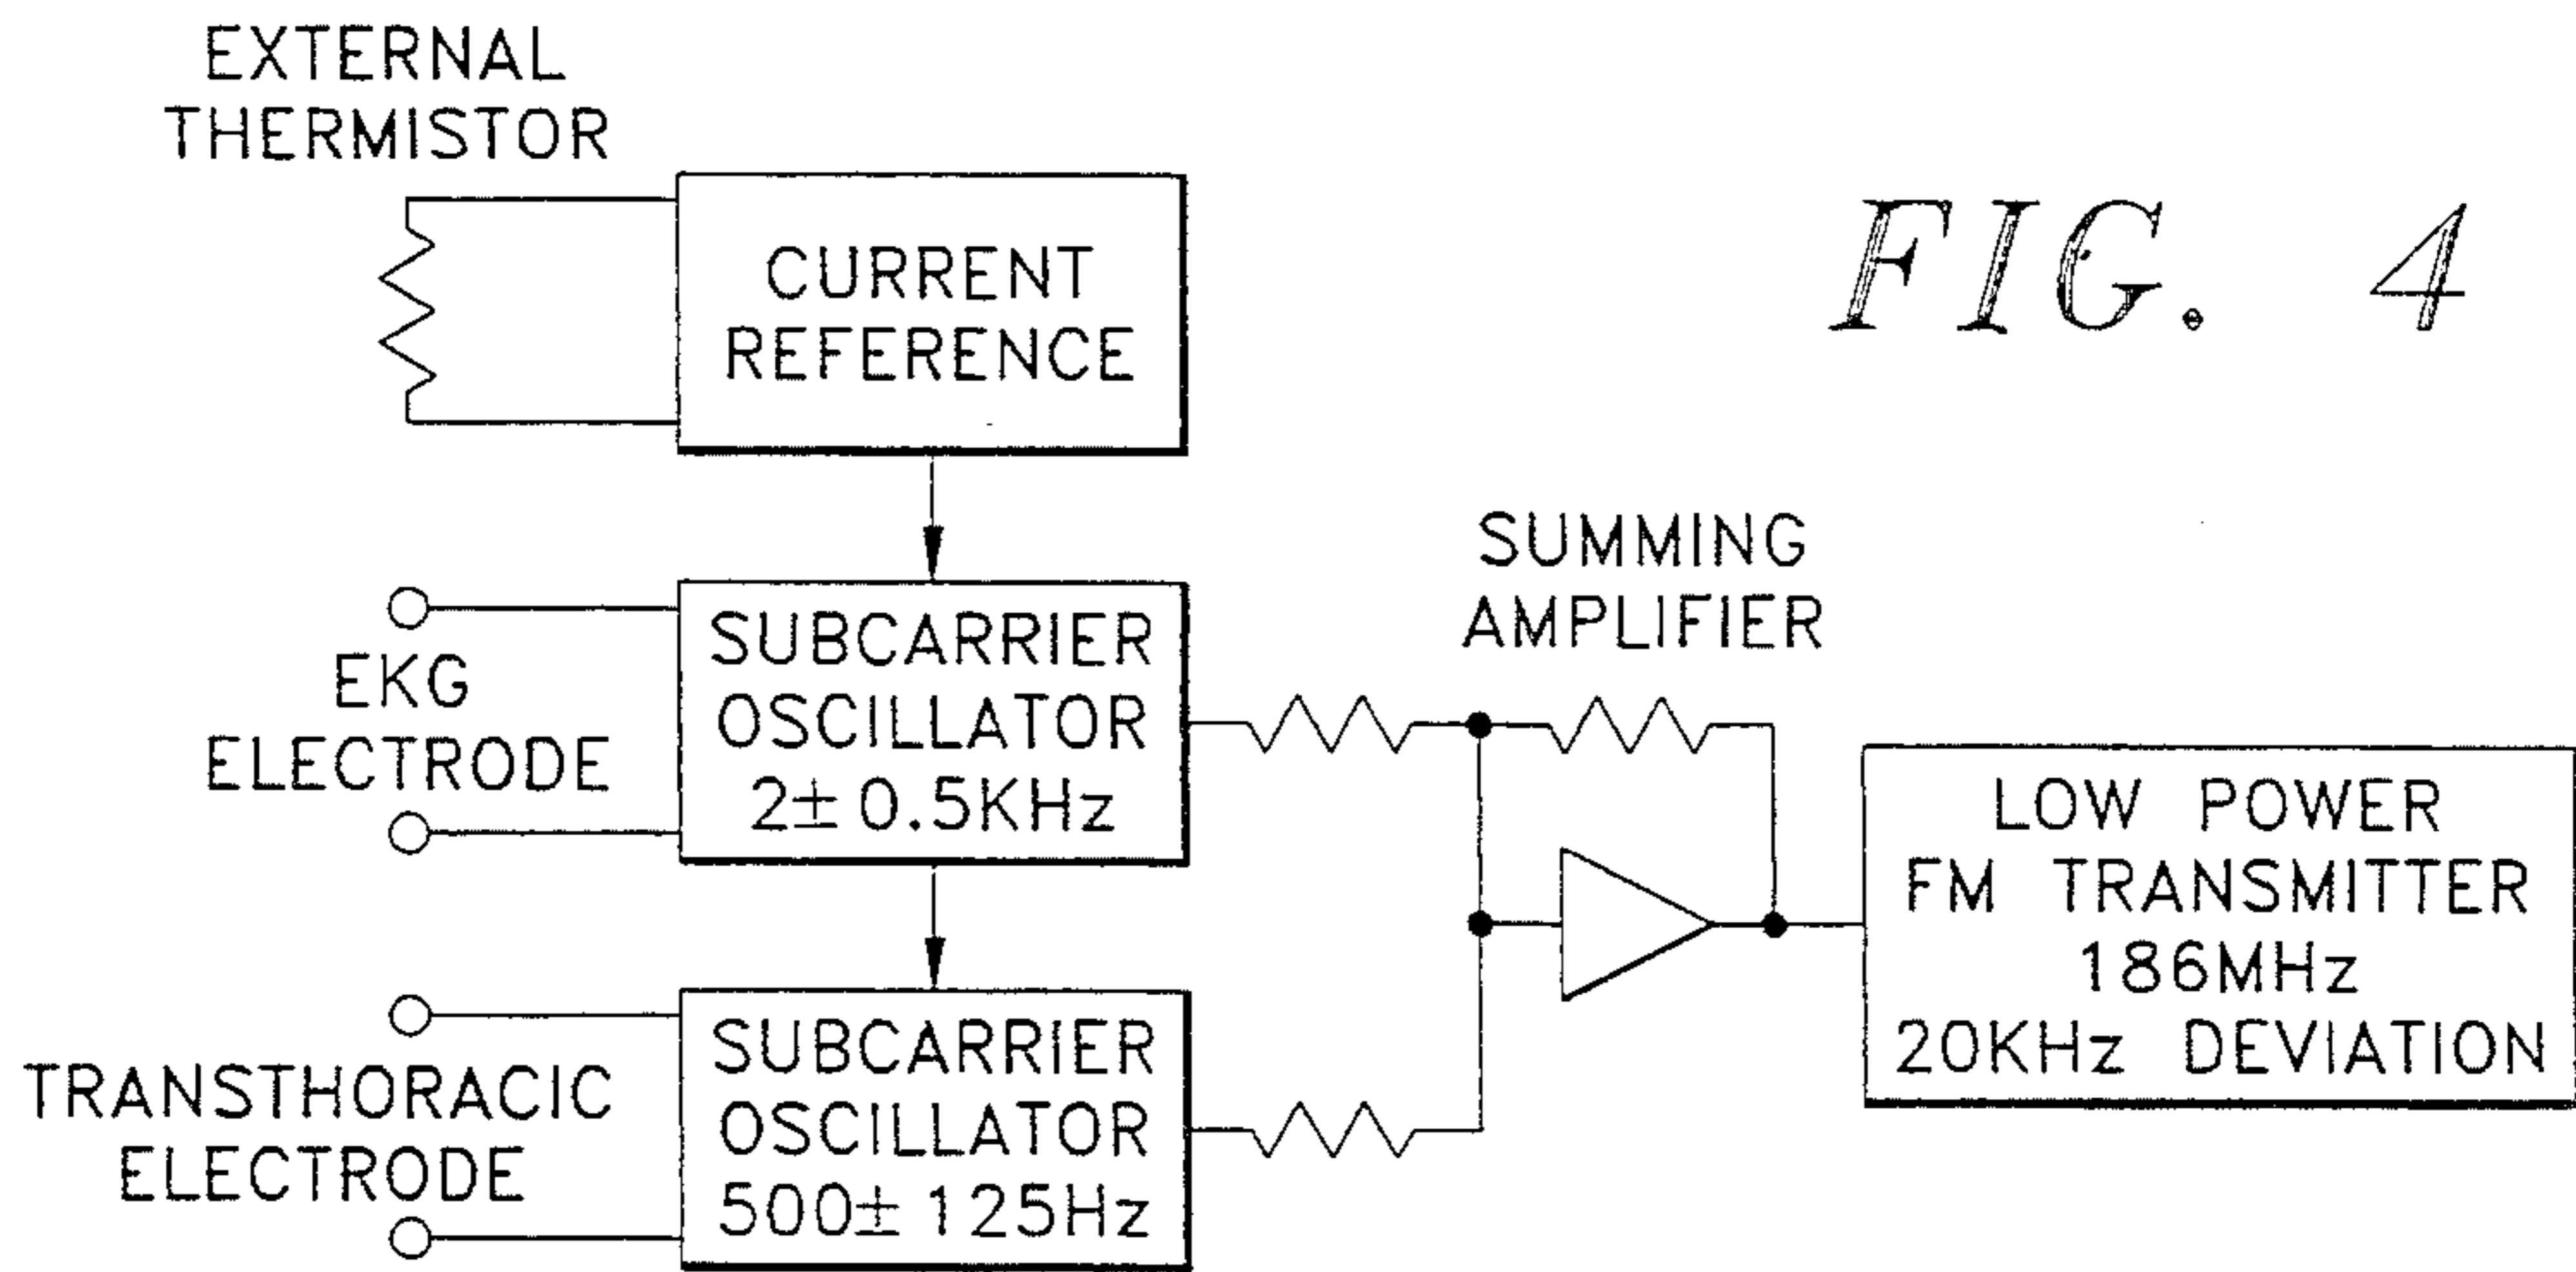 EXTERNAL
THERMISTOR
CURRENT
REFERENCE
FIG. 4
SUMMING
AMPLIFIER
EKG
ELECTRODE
SUBCARRIER
OSCILLATOR
2± 0.5KHz
LOW POWER
FM TRANSMITTER
186MHz
20KHz DEVIATION
TRANSTHORACIC
ELECTRODE
SUBCARRIER
OSCILLATOR
500± 125Hz